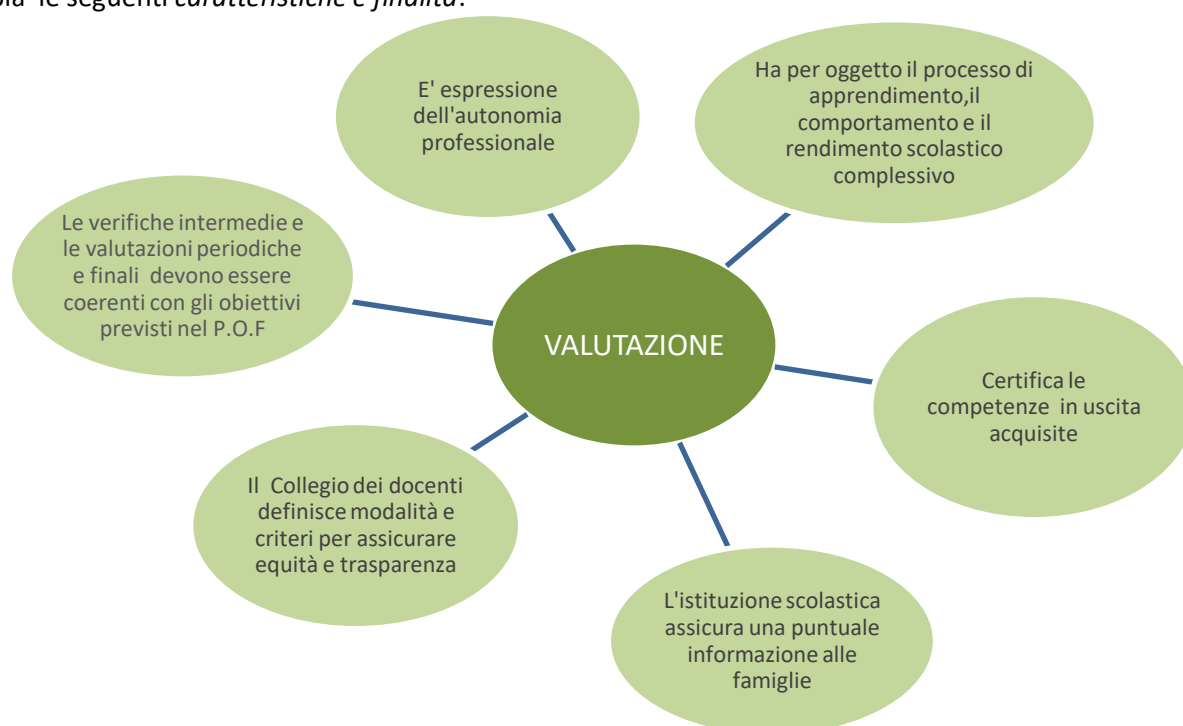 le seguenti caratteristiche e finalità:
E' espressione
dell'autonomia
professionale
Ha per oggetto il processo di
apprendimento,il
comportamento e il
rendimento scolastico
complessivo
Le verifiche intermedie e
le valutazioni periodiche
e finali devono essere
coerenti con gli obiettivi
previsti nel P.O.F
VALUTAZIONE
Certifica le
competenze in uscita
acquisite
Il Collegio dei docenti
definisce modalità e
criteri per assicurare
equità e trasparenza
L'istituzione scolastica
assicura una puntuale
informazione alle
famiglie